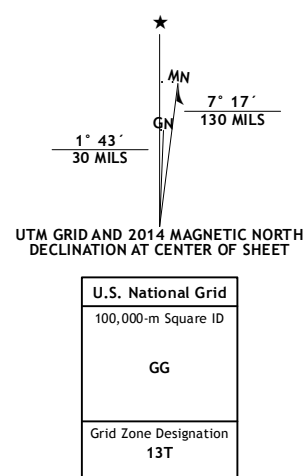 ★
MN
GN
7° 17´
130 MILS
1° 43´
30 MILS
UTM GRID AND 2014 MAGNETIC NORTH
DECLINATION AT CENTER OF SHEET
U.S. National Grid
100,000-m Square ID
GG
Grid Zone Designation
13T